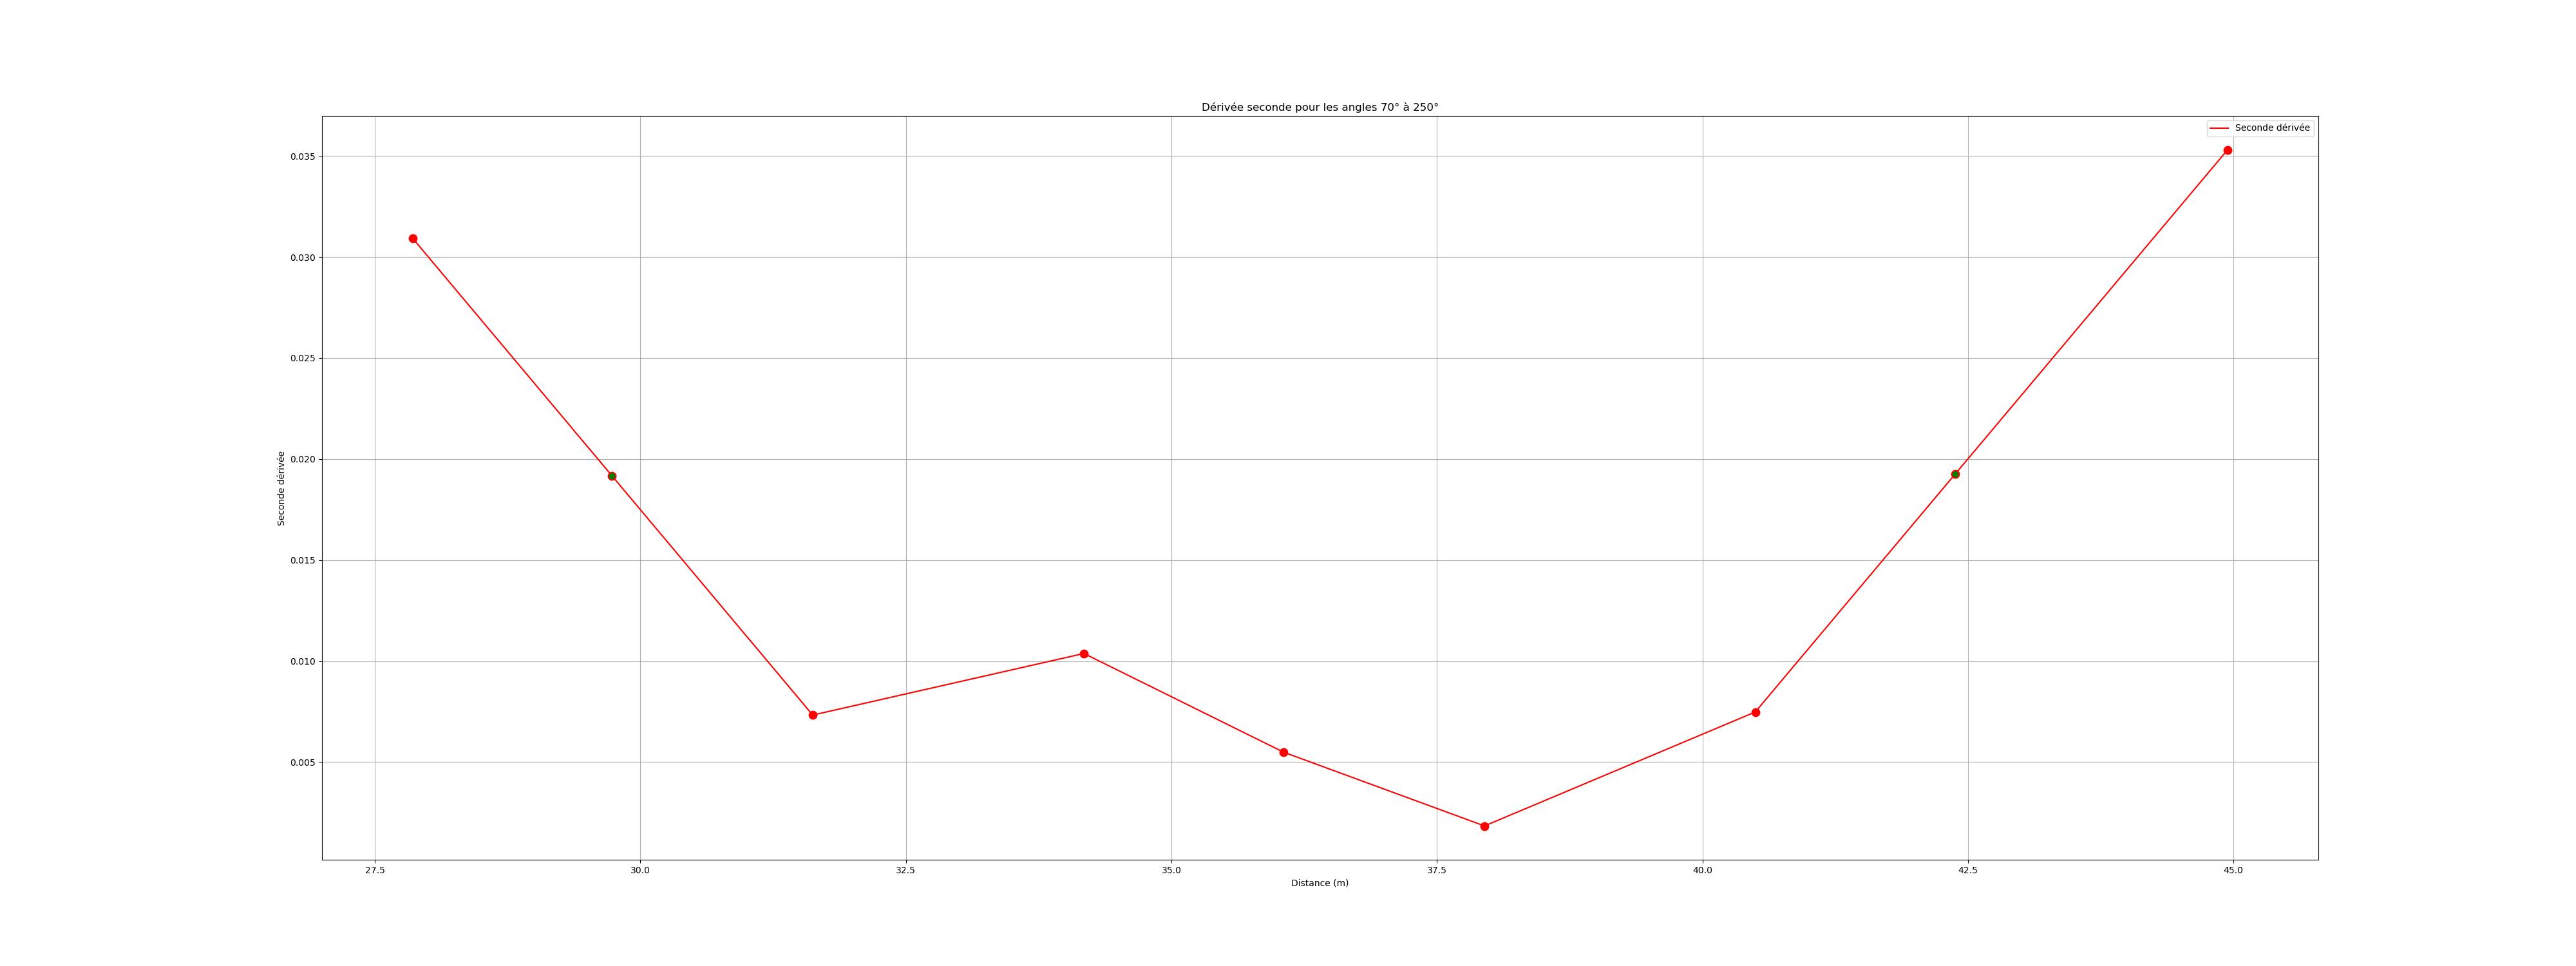 Dérivée seconde pour les angles 70° à 250°
Seconde dérivée
0.035
0.030
0.025
0.020
0.015
0.010
0.005
Seconde dérivée
27.5 30.0 32.5 35.0 37.5 40.0 42.5 45.0
Distance (m)